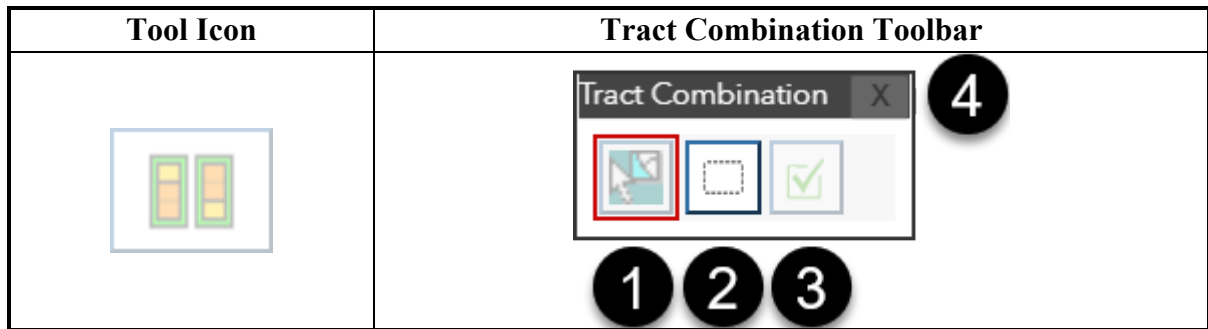 Tool Icon
Tract Combination Toolbar
Tract Combination X
4
1 2 3